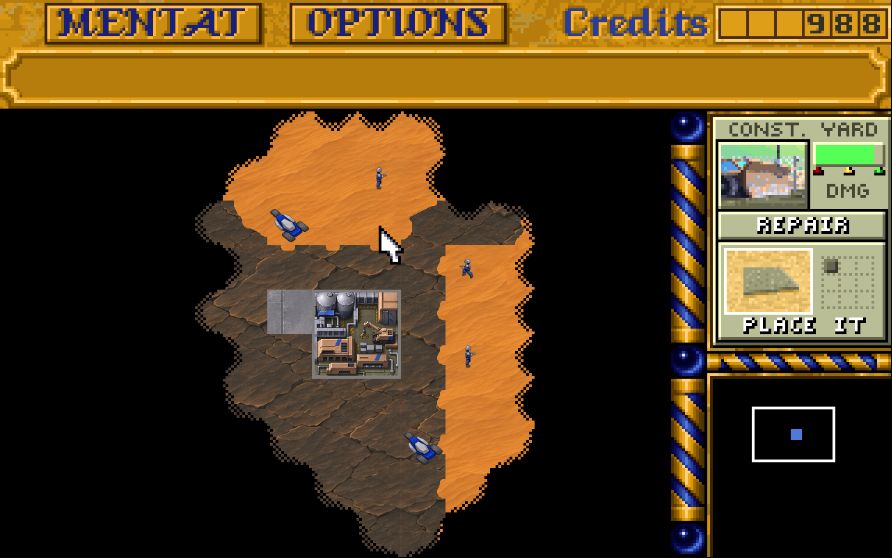 MENTAT OPTIONS Credits 988
CONST. YARD
DMG
REPAIR
PLACE IT